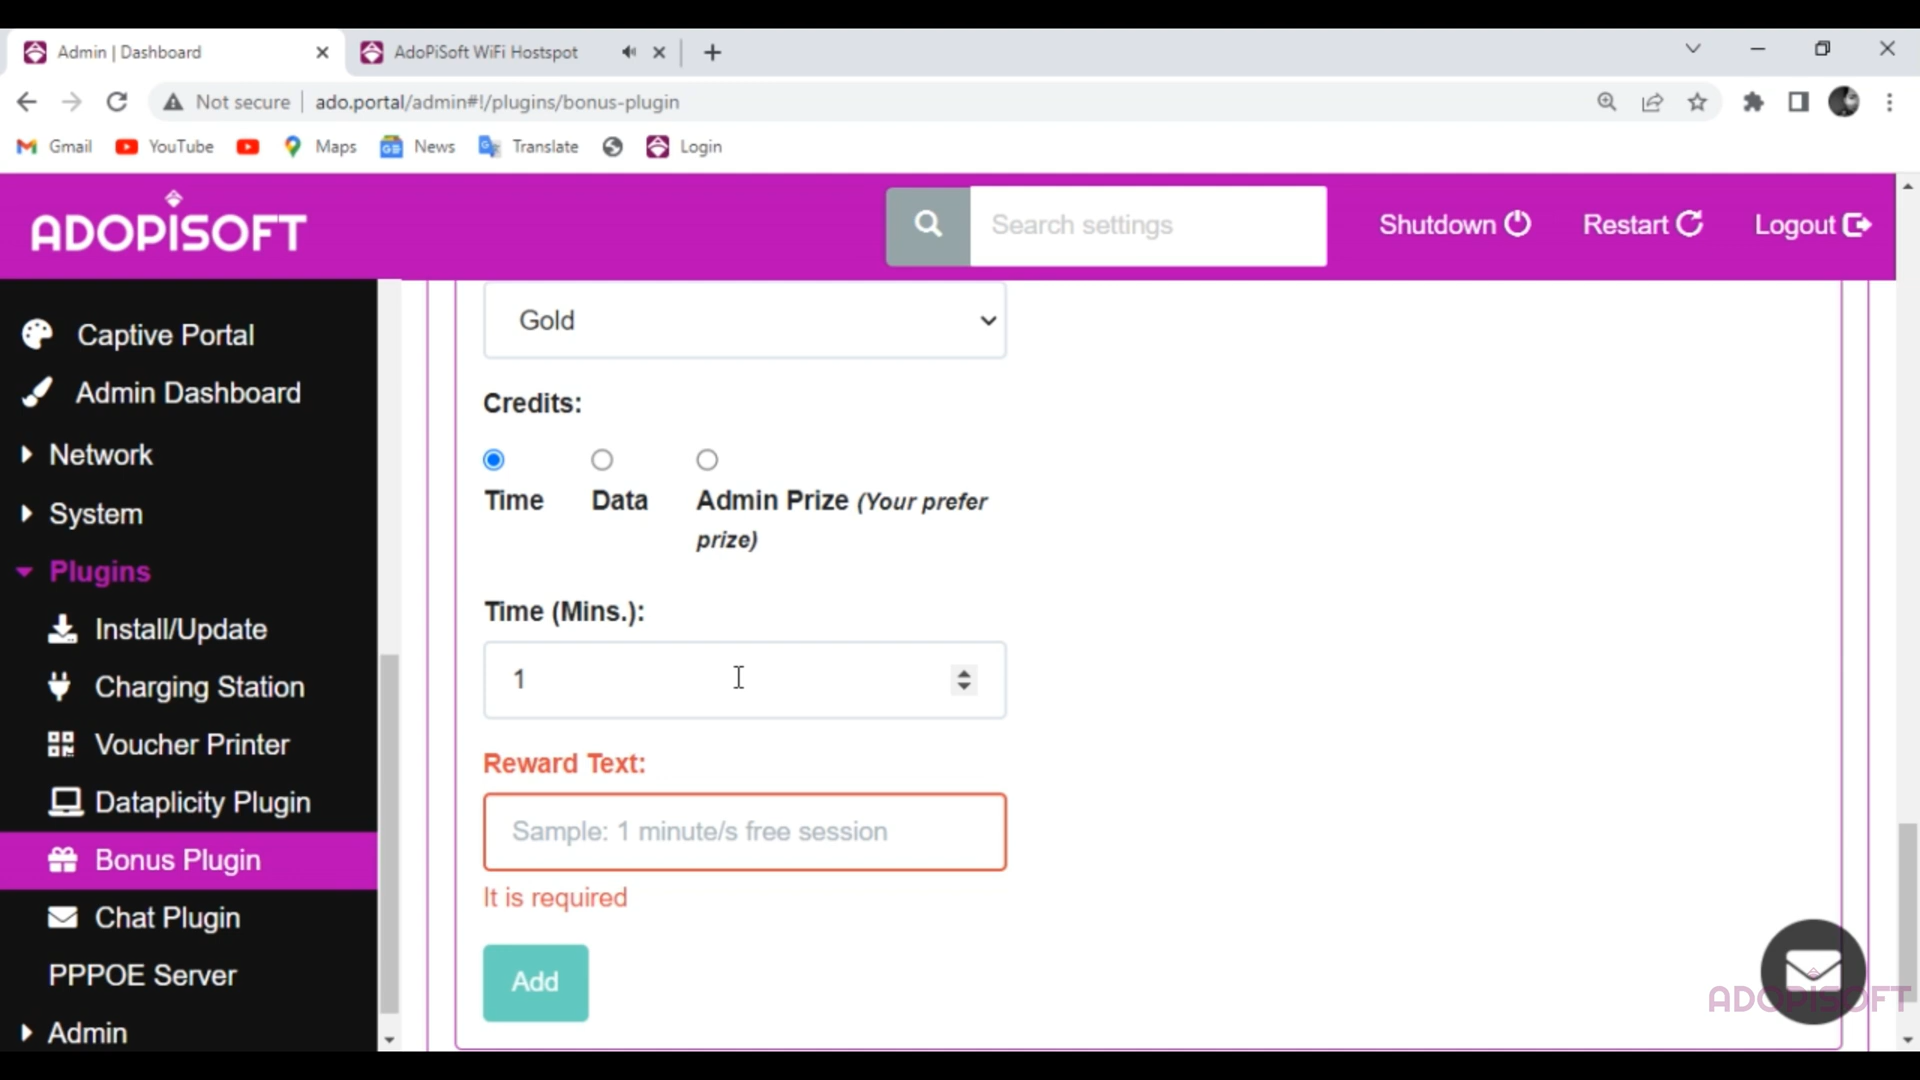 Admin | Dashboard
AdoPiSoft WiFi Hostspot
Not secure
ado.portal/admin#!/plugins/bonus-plugin
Gmail
YouTube
Maps
News
Translate
Login
ADOPISOFT
Search settings
Shutdown
Restart
Logout
Captive Portal
Admin Dashboard
Network
System
Plugins
Install/Update
Charging Station
Voucher Printer
Dataplicity Plugin
Bonus Plugin
Chat Plugin
PPPOE Server
Admin
Gold
Credits:
Time
Data
Admin Prize (Your prefer
prize)
Time (Mins.):
1
Reward Text:
Sample: 1 minute/s free session
It is required
Add
ADOPISOFT